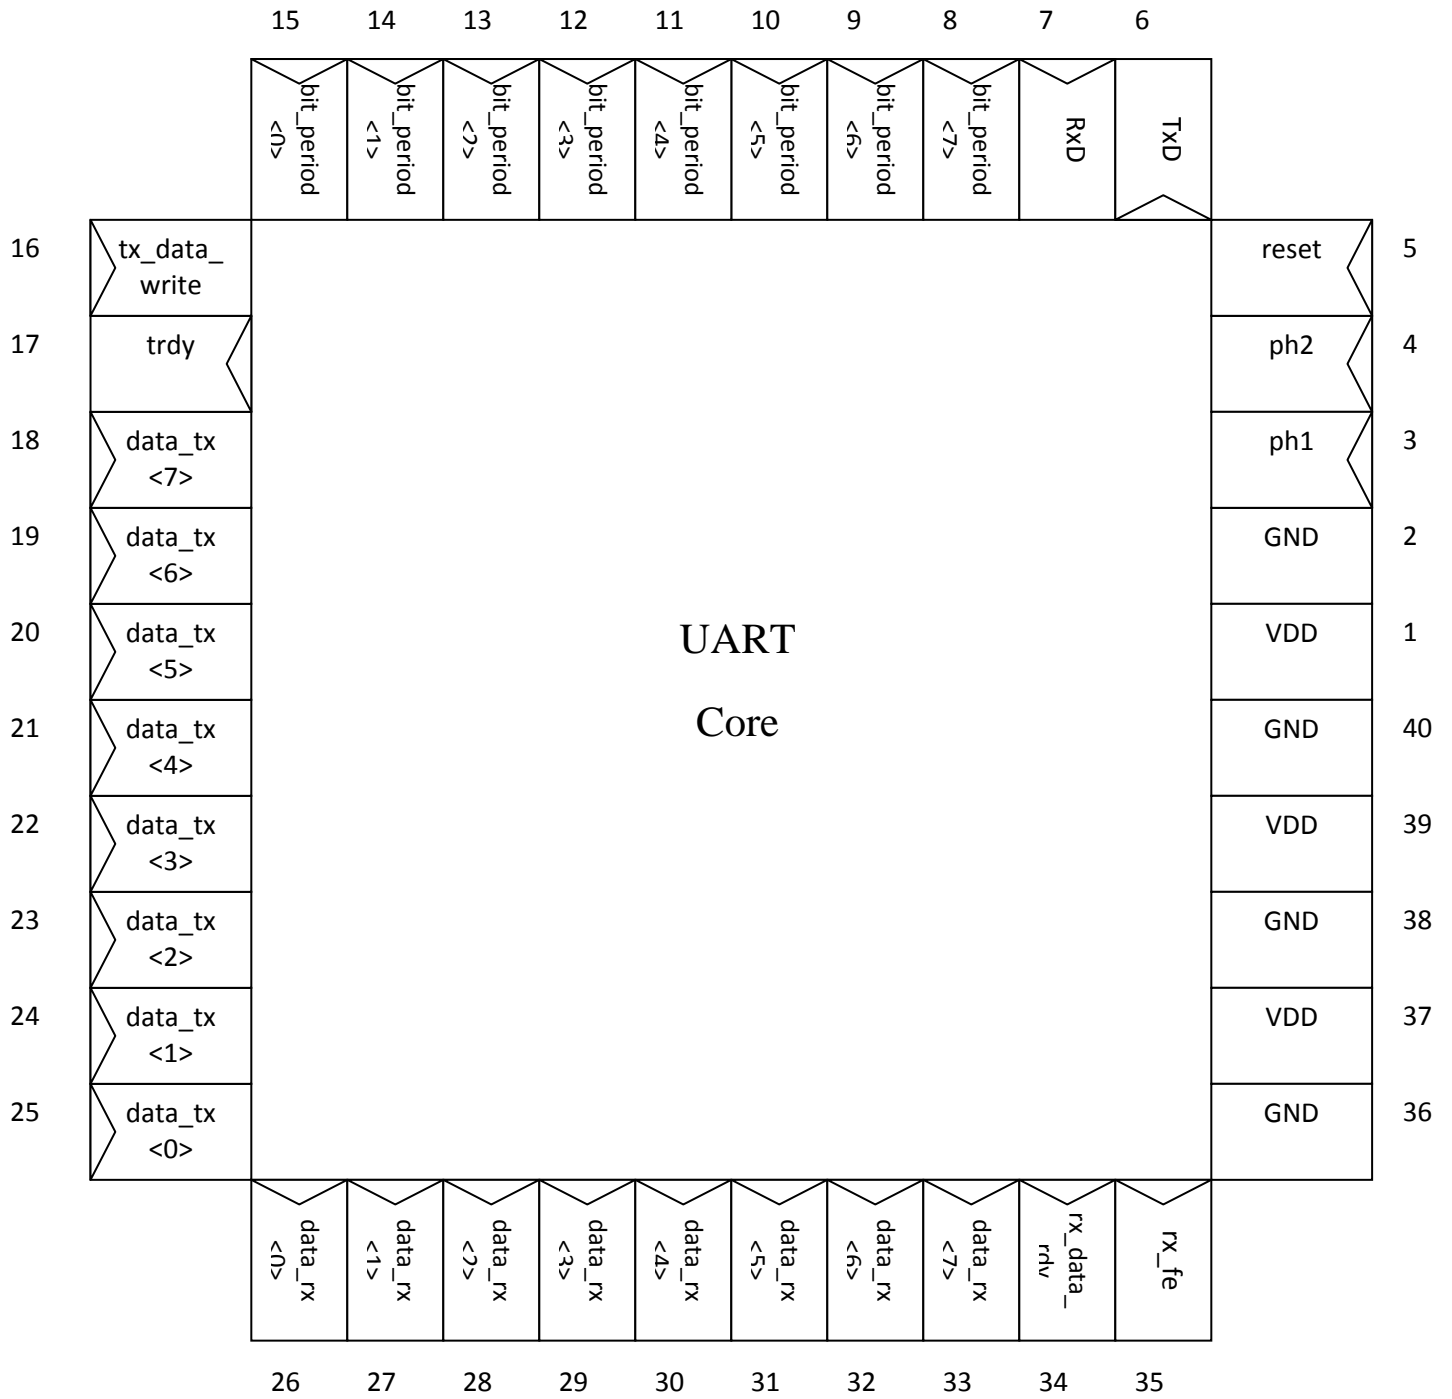 15 14 13 12 11 10 9 8 7 6
bit_period
<0>
bit_period
<1>
bit_period
<2>
bit_period
<3>
bit_period
<4>
bit_period
<5>
bit_period
<6>
bit_period
<7>
RxD
TxD
16
tx_data_
write
17
trdy
18
data_tx
<7>
19
data_tx
<6>
20
data_tx
<5>
21
data_tx
<4>
22
data_tx
<3>
23
data_tx
<2>
24
data_tx
<1>
25
data_tx
<0>
UART
Core
reset
5
ph2
4
ph1
3
GND
2
VDD
1
GND
40
VDD
39
GND
38
VDD
37
GND
36
data_rx
<0>
data_rx
<1>
data_rx
<2>
data_rx
<3>
data_rx
<4>
data_rx
<5>
data_rx
<6>
data_rx
<7>
rx_data_
rdy
rx_fe
26 27 28 29 30 31 32 33 34 35